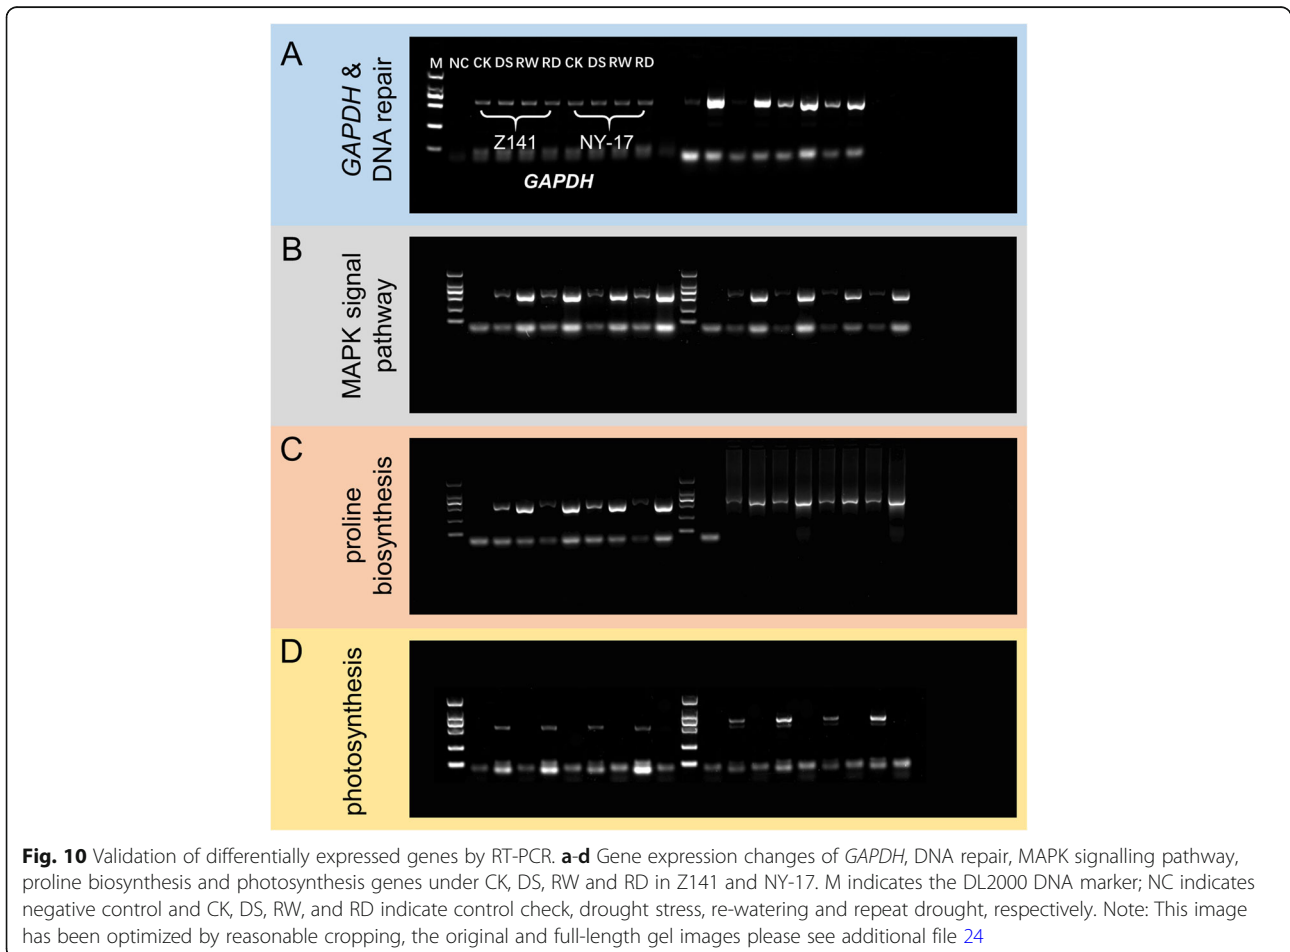 A
GAPDH &
DNA repair
M NC CK DS RW RD CK DS RW RD
Z141 NY-17
GAPDH
B
MAPK signal
pathway
C
proline
biosynthesis
D
photosynthesis
Fig. 10 Validation of differentially expressed genes by RT-PCR. a-d Gene expression changes of GAPDH, DNA repair, MAPK signalling pathway,
proline biosynthesis and photosynthesis genes under CK, DS, RW and RD in Z141 and NY-17. M indicates the DL2000 DNA marker; NC indicates
negative control and CK, DS, RW, and RD indicate control check, drought stress, re-watering and repeat drought, respectively. Note: This image
has been optimized by reasonable cropping, the original and full-length gel images please see additional file 24